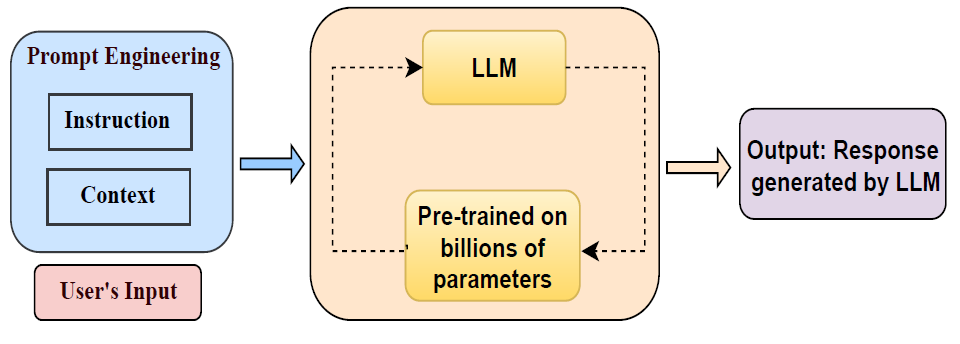 Prompt Engineering
Instruction
Context
User's Input
LLM
Pre-trained on
billions of
parameters
Output: Response
generated by LLM